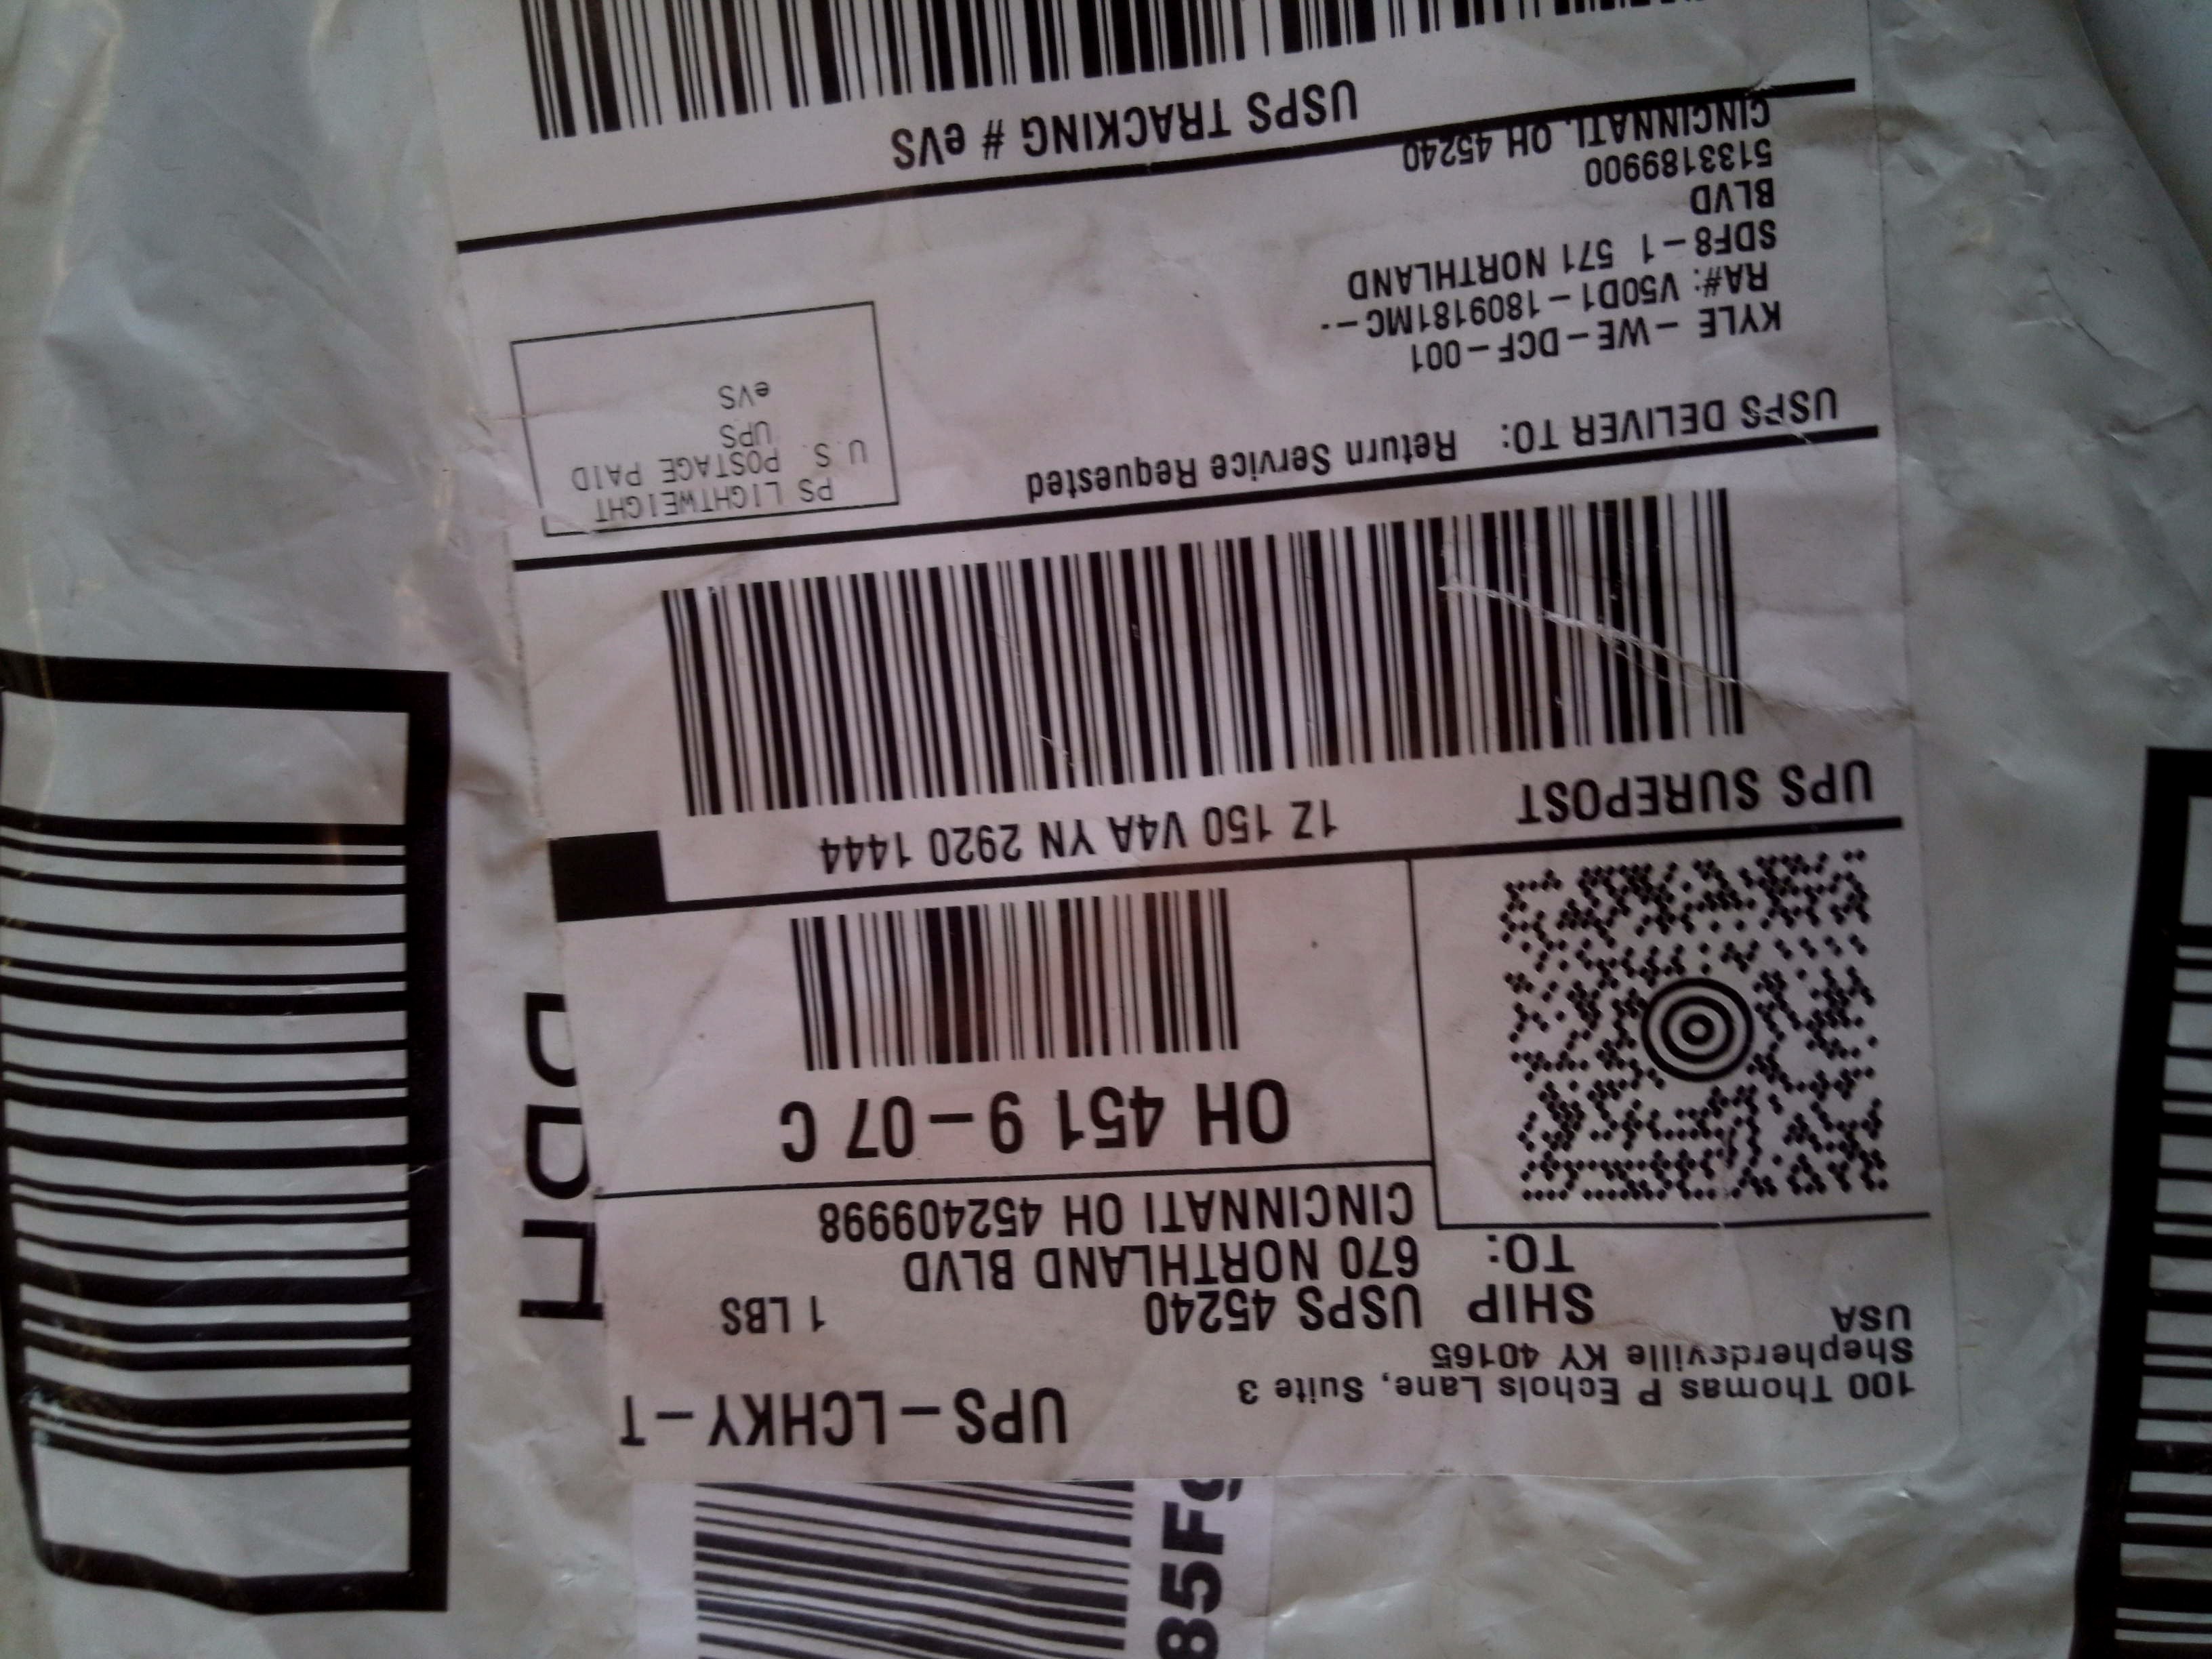 100 Thomas P Echols Lane, Suite 3
Shepherdsville KY 40165
USA
UPS-LCHKY-T
1 LBS
SHIP TO:
USPS 45240
670 NORTHLAND BLVD
CINCINNATI OH 452409998
OH 451 9-07 C
UPS SUREPOST
1Z 150 V4A YN 2920 1444
USPS DELIVER TO:
Return Service Requested
KYLE -WE-DCF-001
RA#: V50D1-1809181MC-
SDF8-1 571 NORTHLAND
BLVD
5133189900
CINCINNATI, OH 45240
PS LIGHTWEIGHT
U.S. POSTAGE PAID
UPS
eVS
USPS TRACKING # eVS